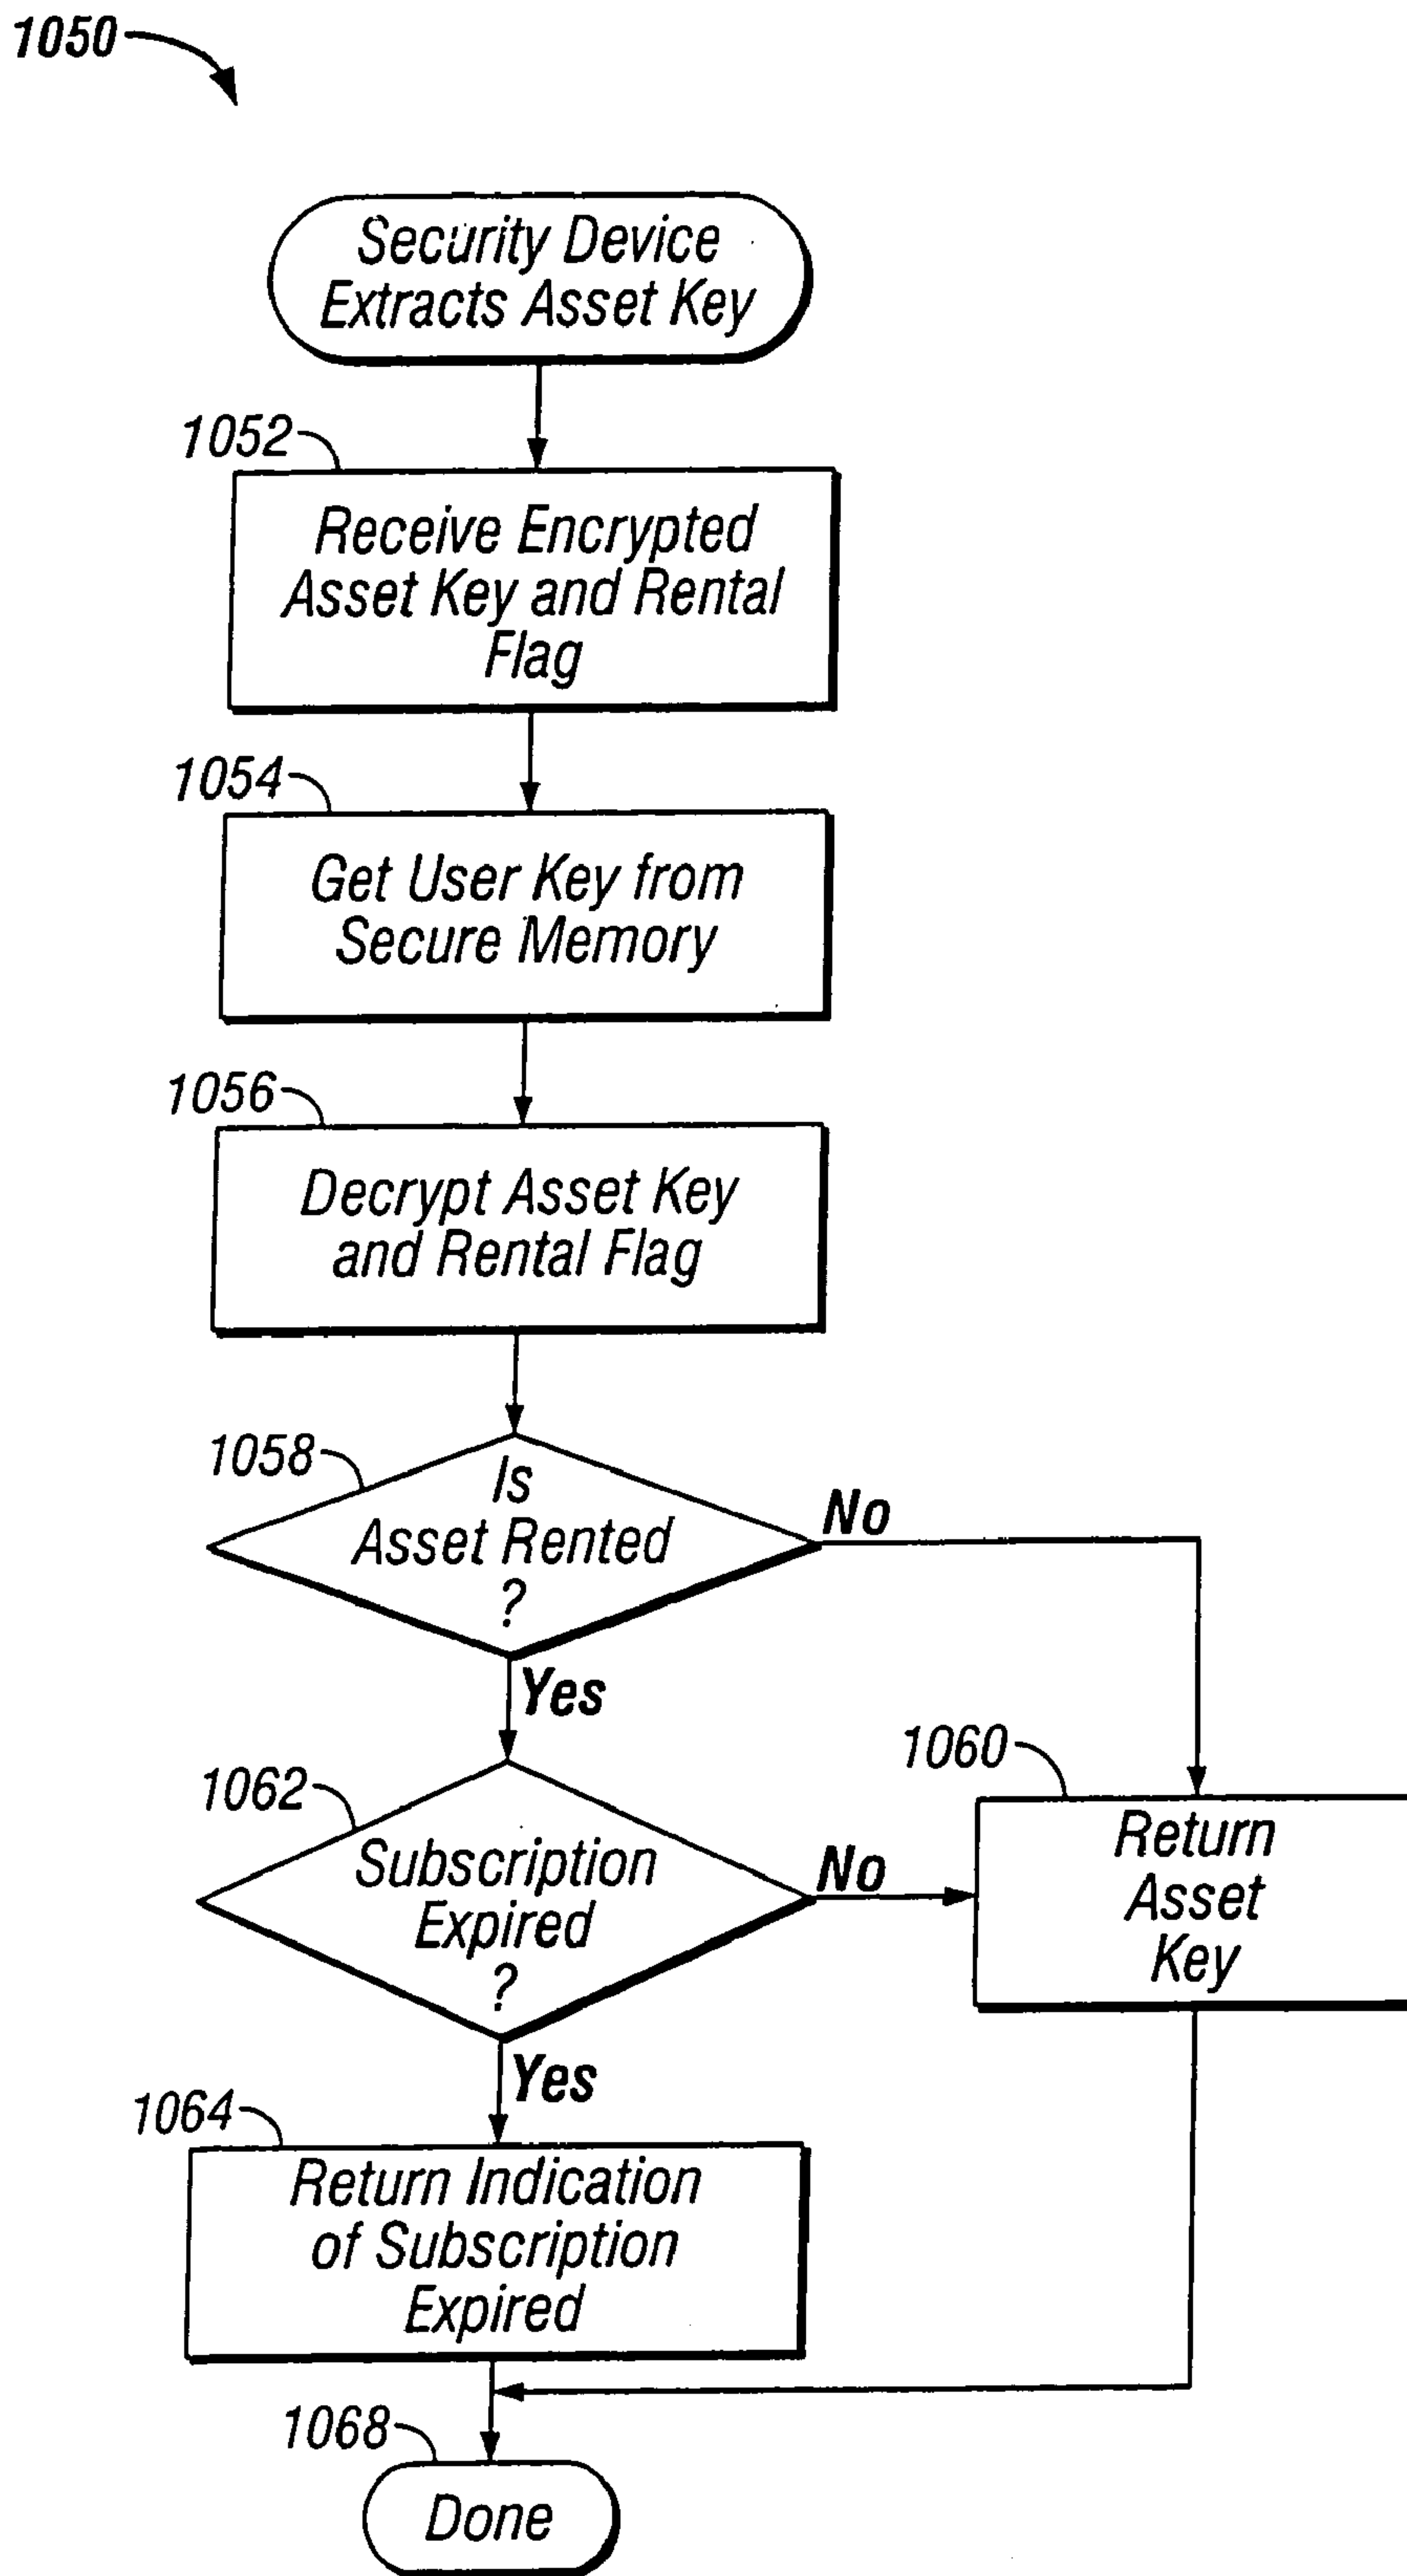 1050
Security Device
Extracts Asset Key
1052
Receive Encrypted
Asset Key and Rental
Flag
1054
Get User Key from
Secure Memory
1056
Decrypt Asset Key
and Rental Flag
1058
Is
Asset Rented
?
No
Yes
1060
Return
Asset
Key
1062
Subscription
Expired
?
No
Yes
1064
Return Indication
of Subscription
Expired
1068
Done